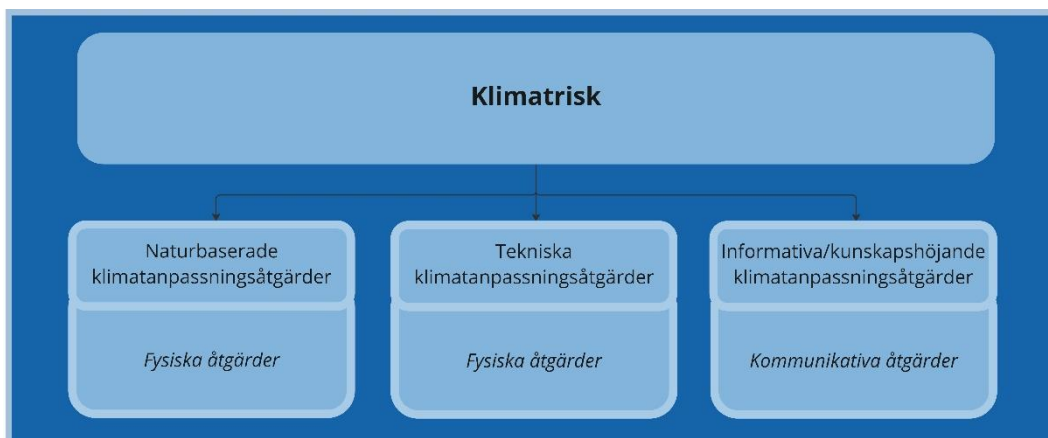 Klimatrisk
Naturbaserade
klimatanpassningsåtgärder
Tekniska
klimatanpassningsåtgärder
Informativa/kunskapshöjande
klimatanpassningsåtgärder
Fysiska åtgärder
Fysiska åtgärder
Kommunikativa åtgärder